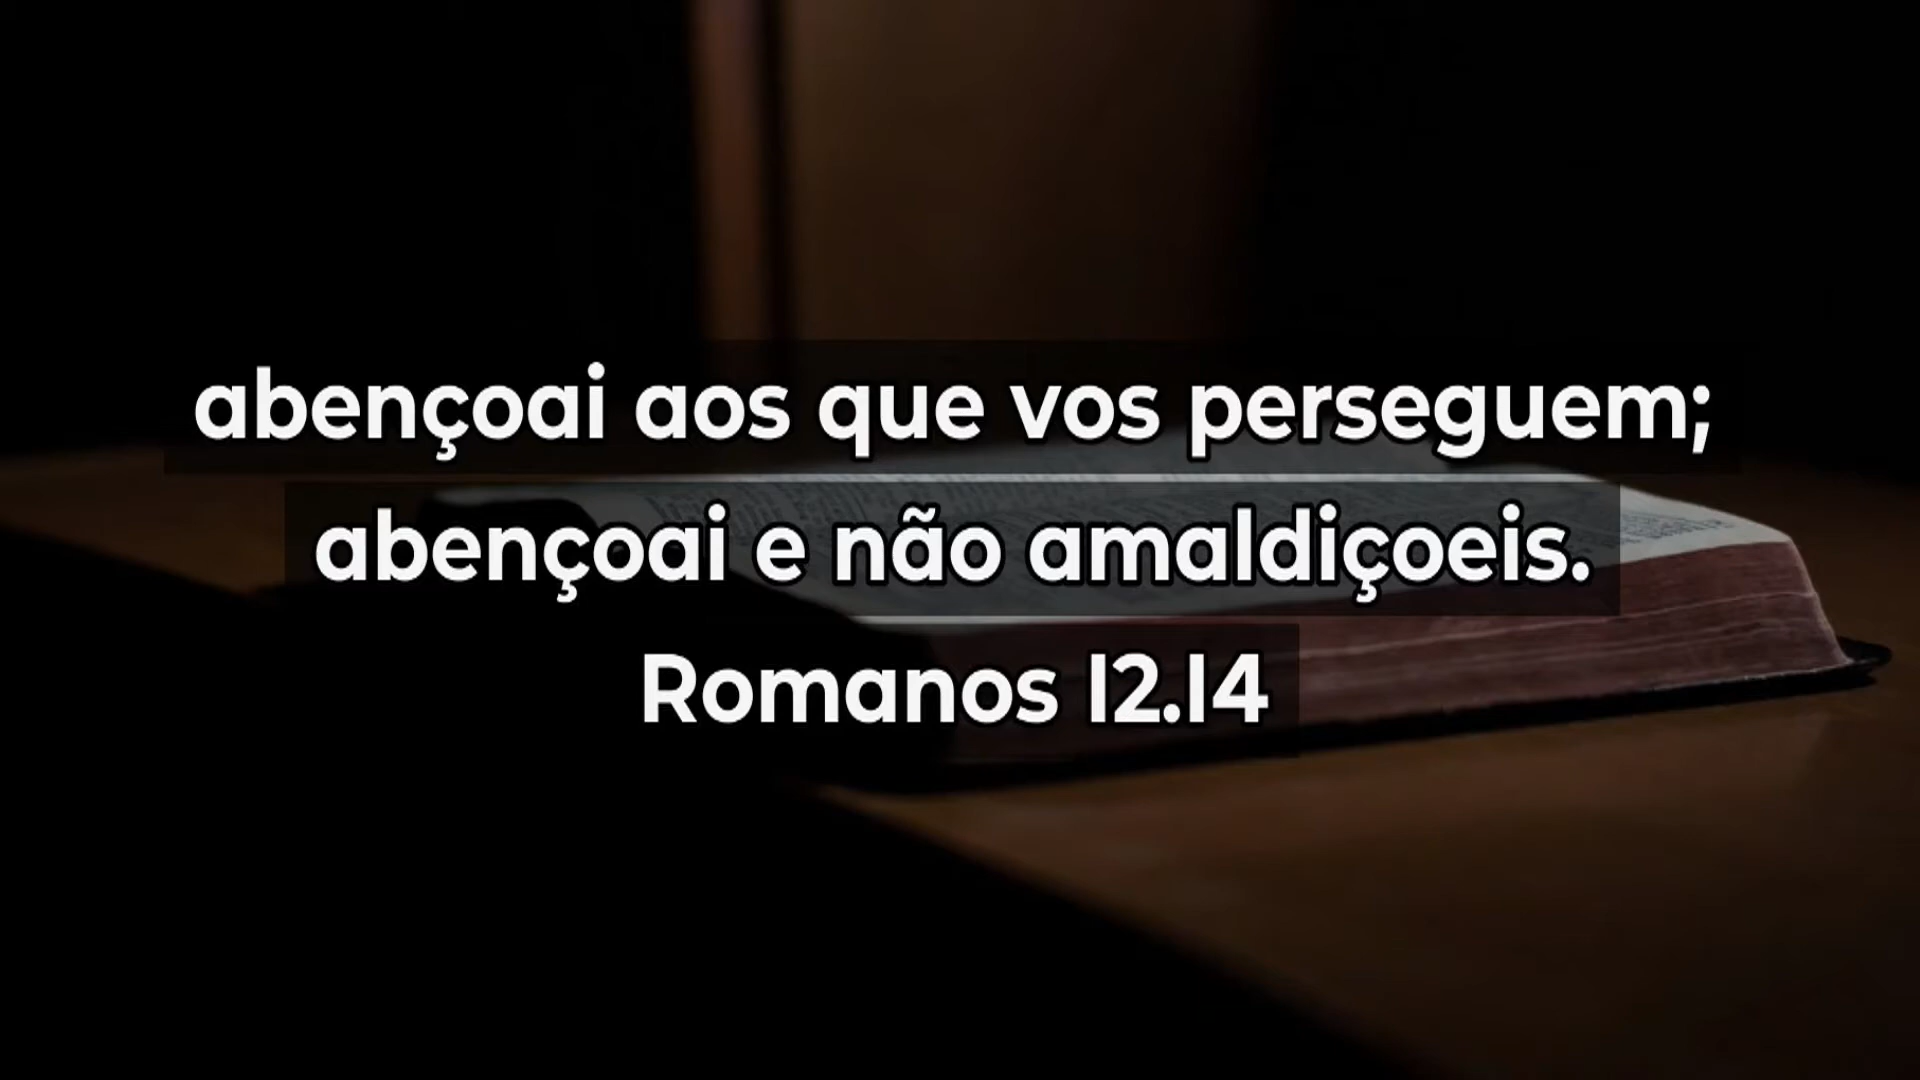 abençoai aos que vos perseguem;
abençoai e não amaldiçoeis.
Romanos 12.14